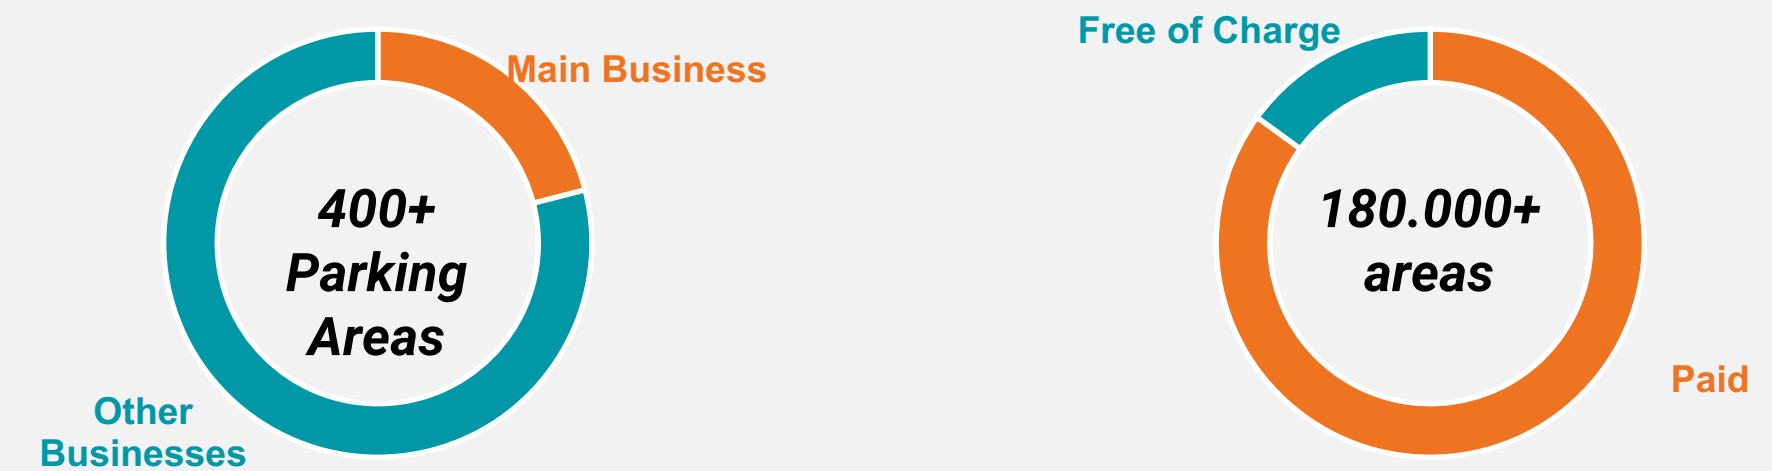 Main Business
400+
Parking
Areas
Other
Businesses
Free of Charge
180.000+
areas
Paid